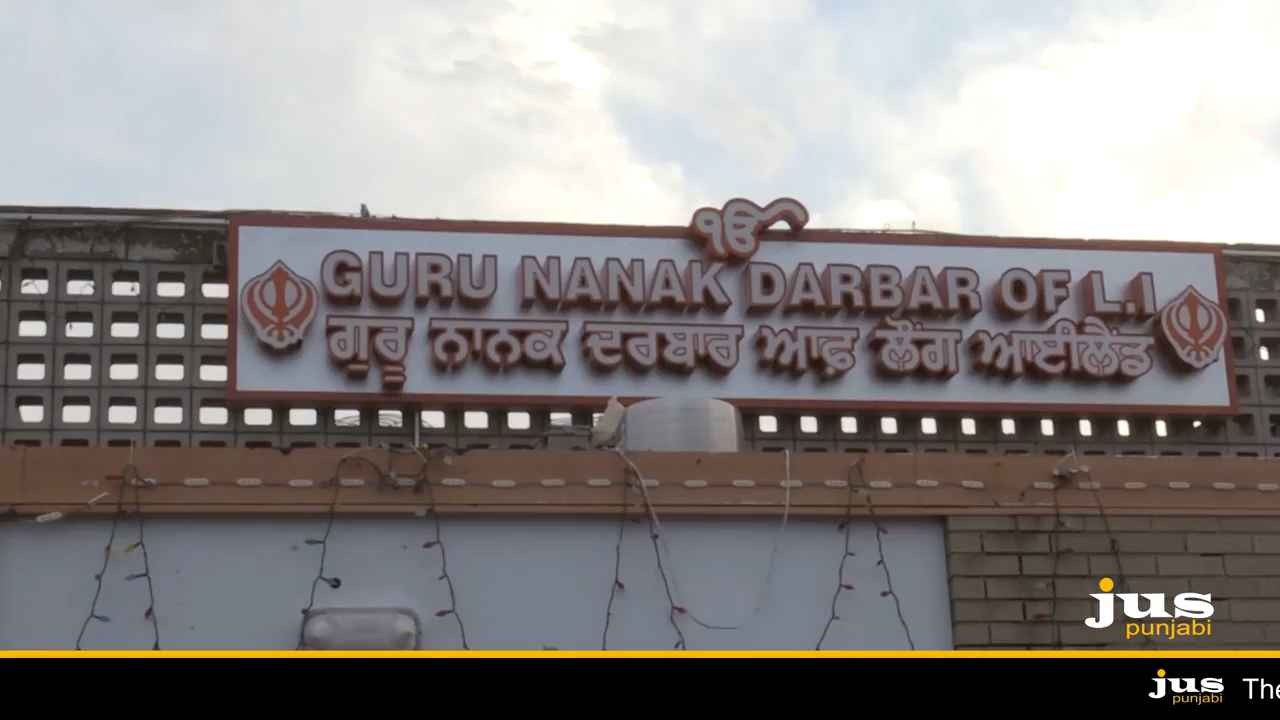 ੴ
GURU NANAK DARBAR OF L.I
ਗੁਰੂ ਨਾਨਕ ਦਰਬਾਰ ਆਫ਼ ਲੌਂਗ ਆਈਲੈਂਡ
jus
punjabi
jus
punjabi
The